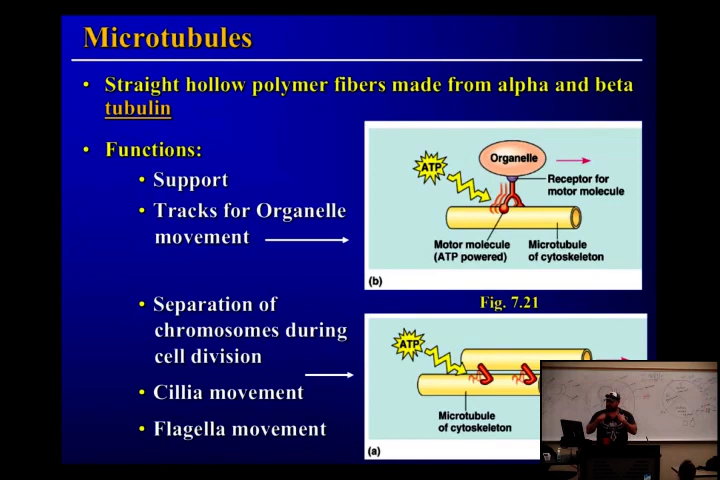 Microtubules
• Straight hollow polymer fibers made from alpha and beta
tubulin
• Functions:
• Support
• Tracks for Organelle
movement
• Separation of
chromosomes during
cell division
• Cillia movement
• Flagella movement
ATP
Organelle
Receptor for
motor molecule
Motor molecule
(ATP powered)
Microtubule
of cytoskeleton
(b)
Fig. 7.21
ATP
Microtubule
of cytoskeleton
(a)